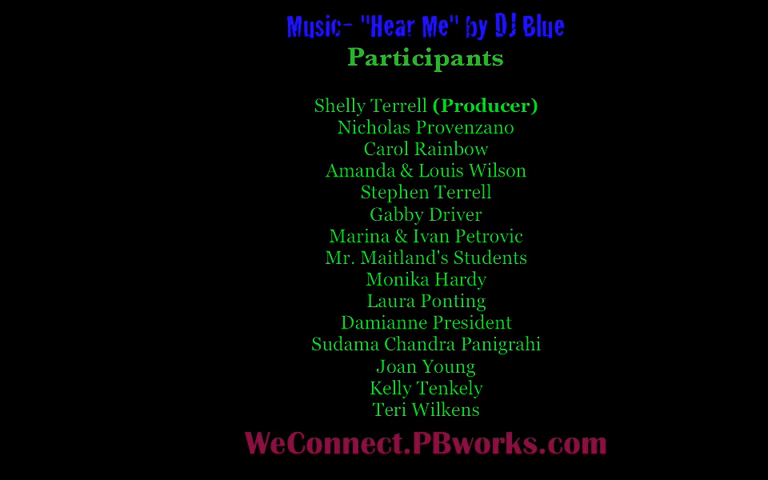 Music- "Hear Me" by DJ Blue
Participants
Shelly Terrell (Producer)
Nicholas Provenzano
Carol Rainbow
Amanda & Louis Wilson
Stephen Terrell
Gabby Driver
Marina & Ivan Petrovic
Mr. Maitland's Students
Monika Hardy
Laura Ponting
Damianne President
Sudama Chandra Panigrahi
Joan Young
Kelly Tenkely
Teri Wilkens
WeConnect.PBworks.com